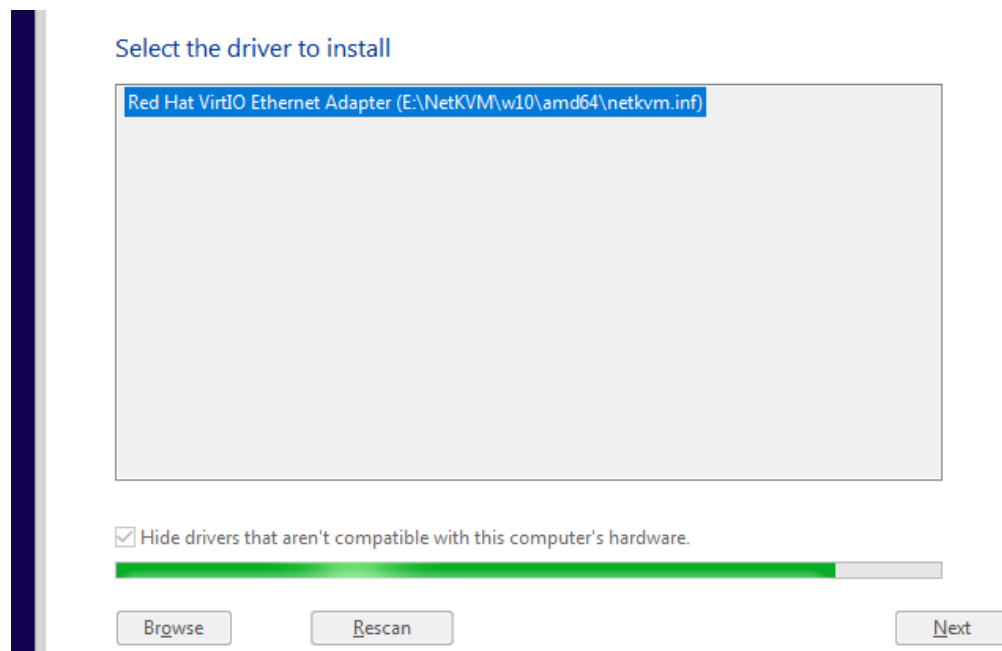 Select the driver to install
Red Hat VirtIO Ethernet Adapter (E:\NetKVM\w10\amd64\netkvm.inf)
Hide drivers that aren't compatible with this computer's hardware.
Browse Rescan Next